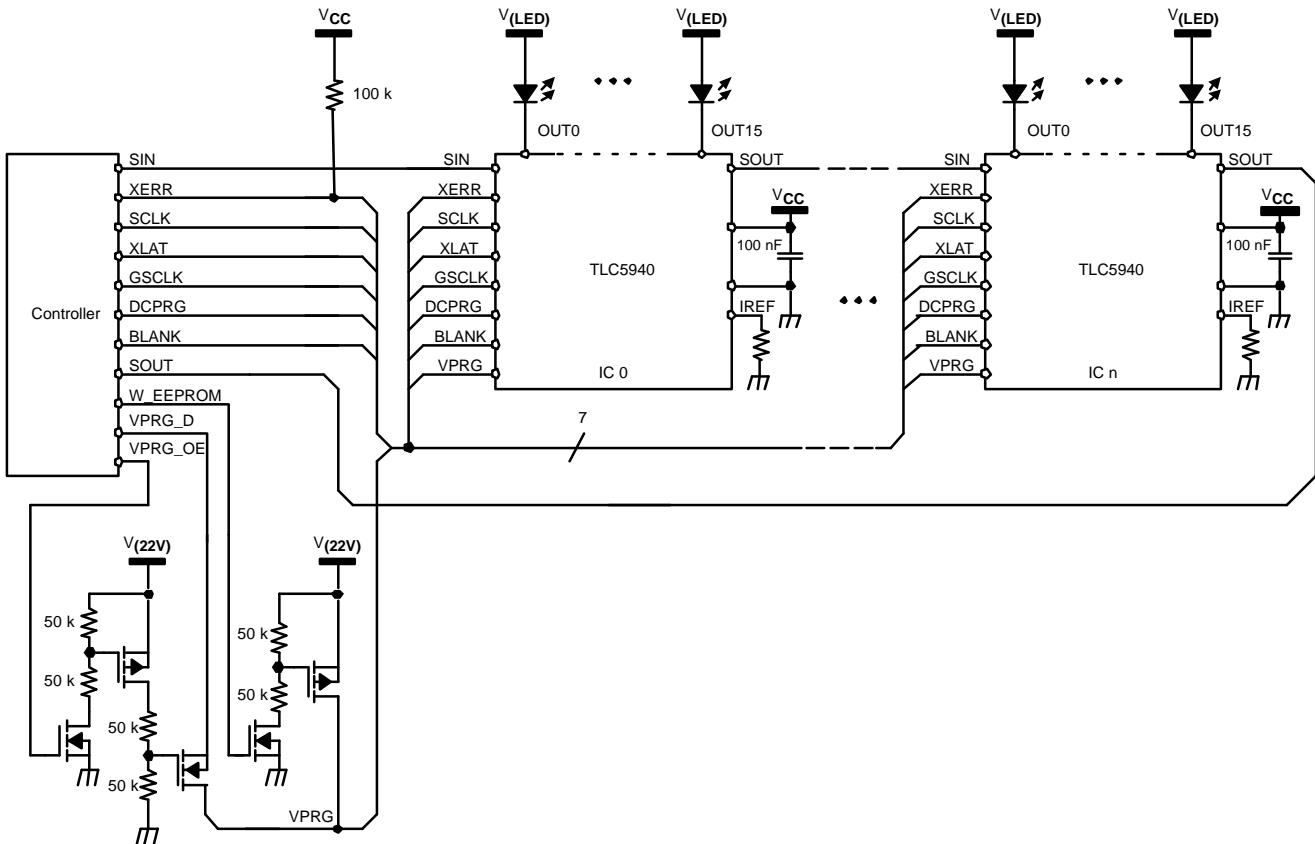 VCC
V(LED)
V(LED)
V(LED)
V(LED)
100 k
OUT0
OUT15
OUT0
OUT15
SIN
SIN
SOUT
SIN
SOUT
XERR
XERR
VCC
XERR
VCC
SCLK
SCLK
SCLK
XLAT
XLAT
100 nF
XLAT
100 nF
TLC5940
TLC5940
GSCLK
GSCLK
GSCLK
Controller
DCPRG
DCPRG
IREF
DCPRG
IREF
BLANK
BLANK
BLANK
SOUT
VPRG
IC 0
VPRG
IC n
W_EEPROM
VPRG_D
7
VPRG_OE
V(22V)
V(22V)
50 k
50 k
50 k
50 k
50 k
50 k
VPRG